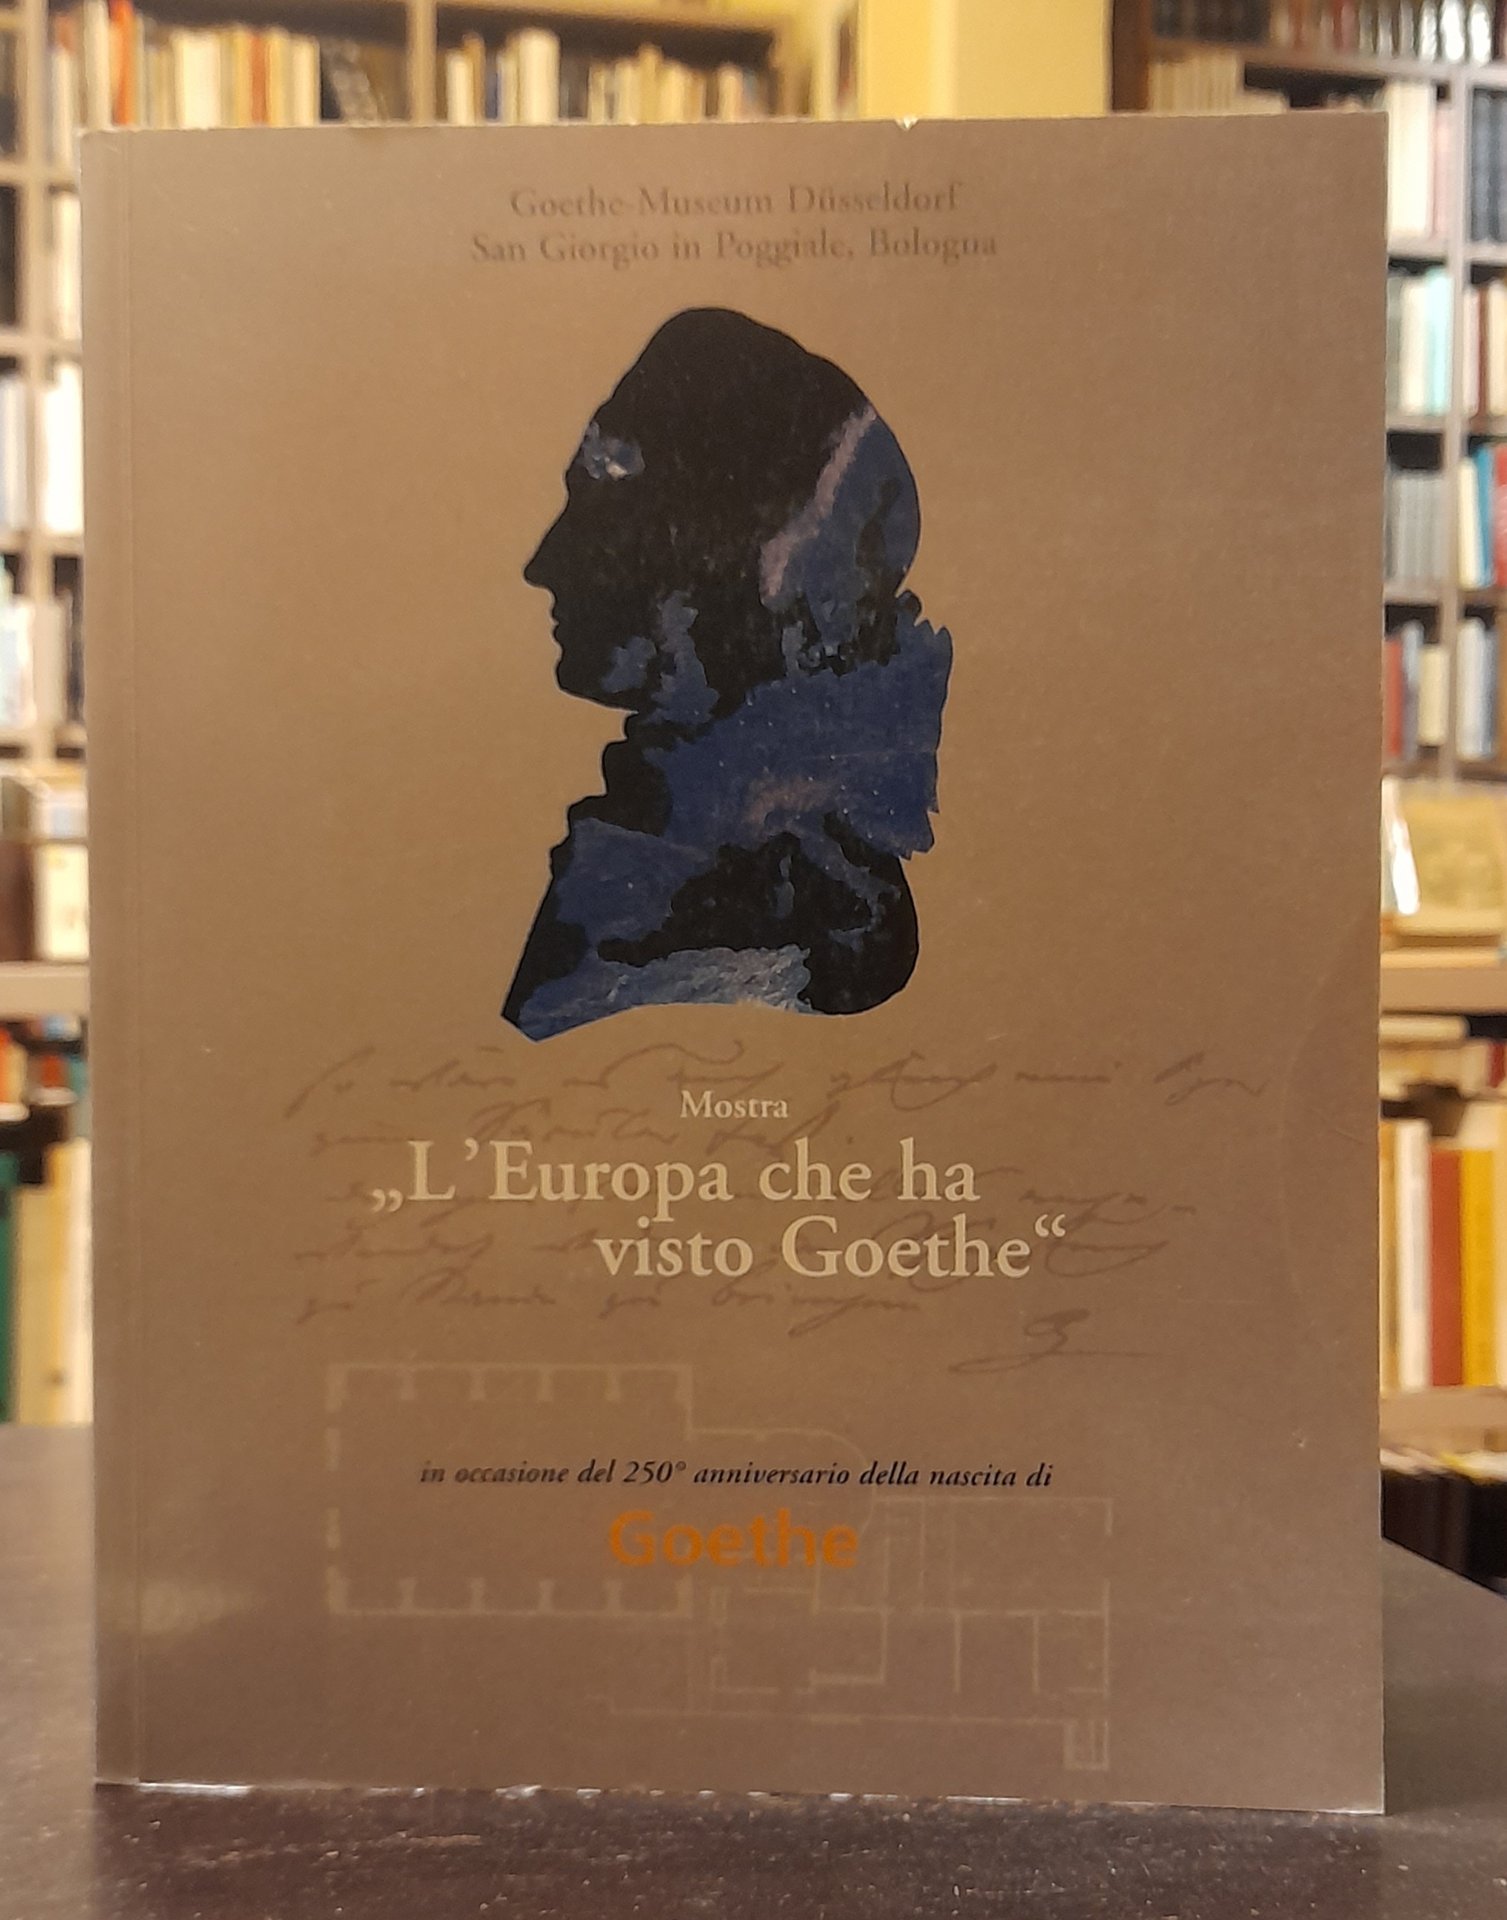 Goethe-Museum Düsseldorf
San Giorgio in Poggiale, Bologna
Mostra
„L'Europa che ha
visto Goethe“
in occasione del 250° anniversario della nascita di
Goethe